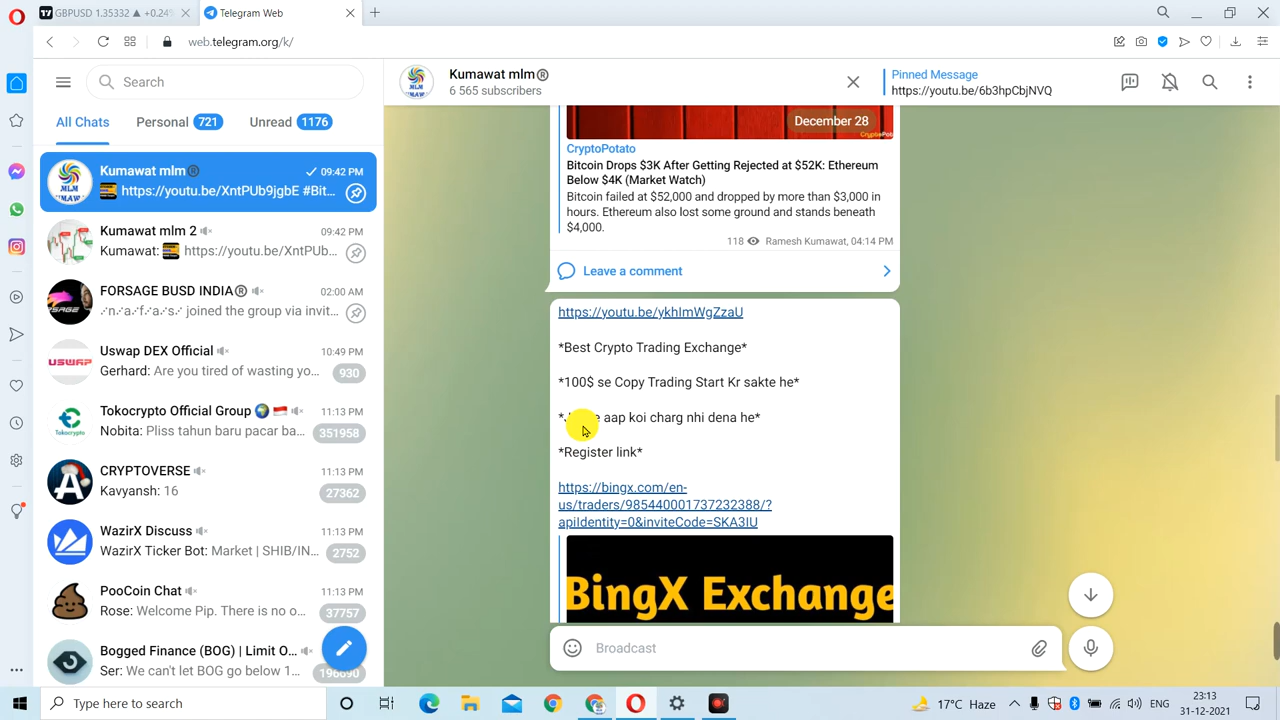 GBPUSD 1.35332 ▲ +0.24%
Telegram Web
web.telegram.org/k/
Search
All Chats
Personal 721
Unread 1176
Kumawat mlm® 09:42 PM
https://youtu.be/XntPUb9jgbE #Bit...
Kumawat mlm 2 09:42 PM
Kumawat: https://youtu.be/XntPUb...
FORSAGE BUSD INDIA® 02:00 AM
.·°n.·°a.·°f.·°a.·°s.·° joined the group via invit...
Uswap DEX Official 10:49 PM
Gerhard: Are you tired of wasting yo... 930
Tokocrypto Official Group 11:13 PM
Nobita: Pliss tahun baru pacar ba... 351958
CRYPTOVERSE 11:13 PM
Kavyansh: 16 27362
WazirX Discuss 11:13 PM
WazirX Ticker Bot: Market | SHIB/IN... 2752
PooCoin Chat 11:13 PM
Rose: Welcome Pip. There is no o... 37757
Bogged Finance (BOG) | Limit O... 11:13 PM
Ser: We can't let BOG go below 1... 196690
Kumawat mlm®
6 565 subscribers
Pinned Message
https://youtu.be/6b3hpCbjNVQ
December 28
CryptoPotato
Bitcoin Drops $3K After Getting Rejected at $52K: Ethereum
Below $4K (Market Watch)
Bitcoin failed at $52,000 and dropped by more than $3,000 in
hours. Ethereum also lost some ground and stands beneath
$4,000.
118 Ramesh Kumawat, 04:14 PM
Leave a comment
https://youtu.be/ykhImWgZzaU
*Best Crypto Trading Exchange*
*100$ se Copy Trading Start Kr sakte he*
aap koi charg nhi dena he*
*Register link*
https://bingx.com/en-
us/traders/985440001737232388/?
apiIdentity=0&inviteCode=SKA3IU
BingX Exchange
Broadcast
Type here to search
17°C Haze
ENG
23:13
31-12-2021